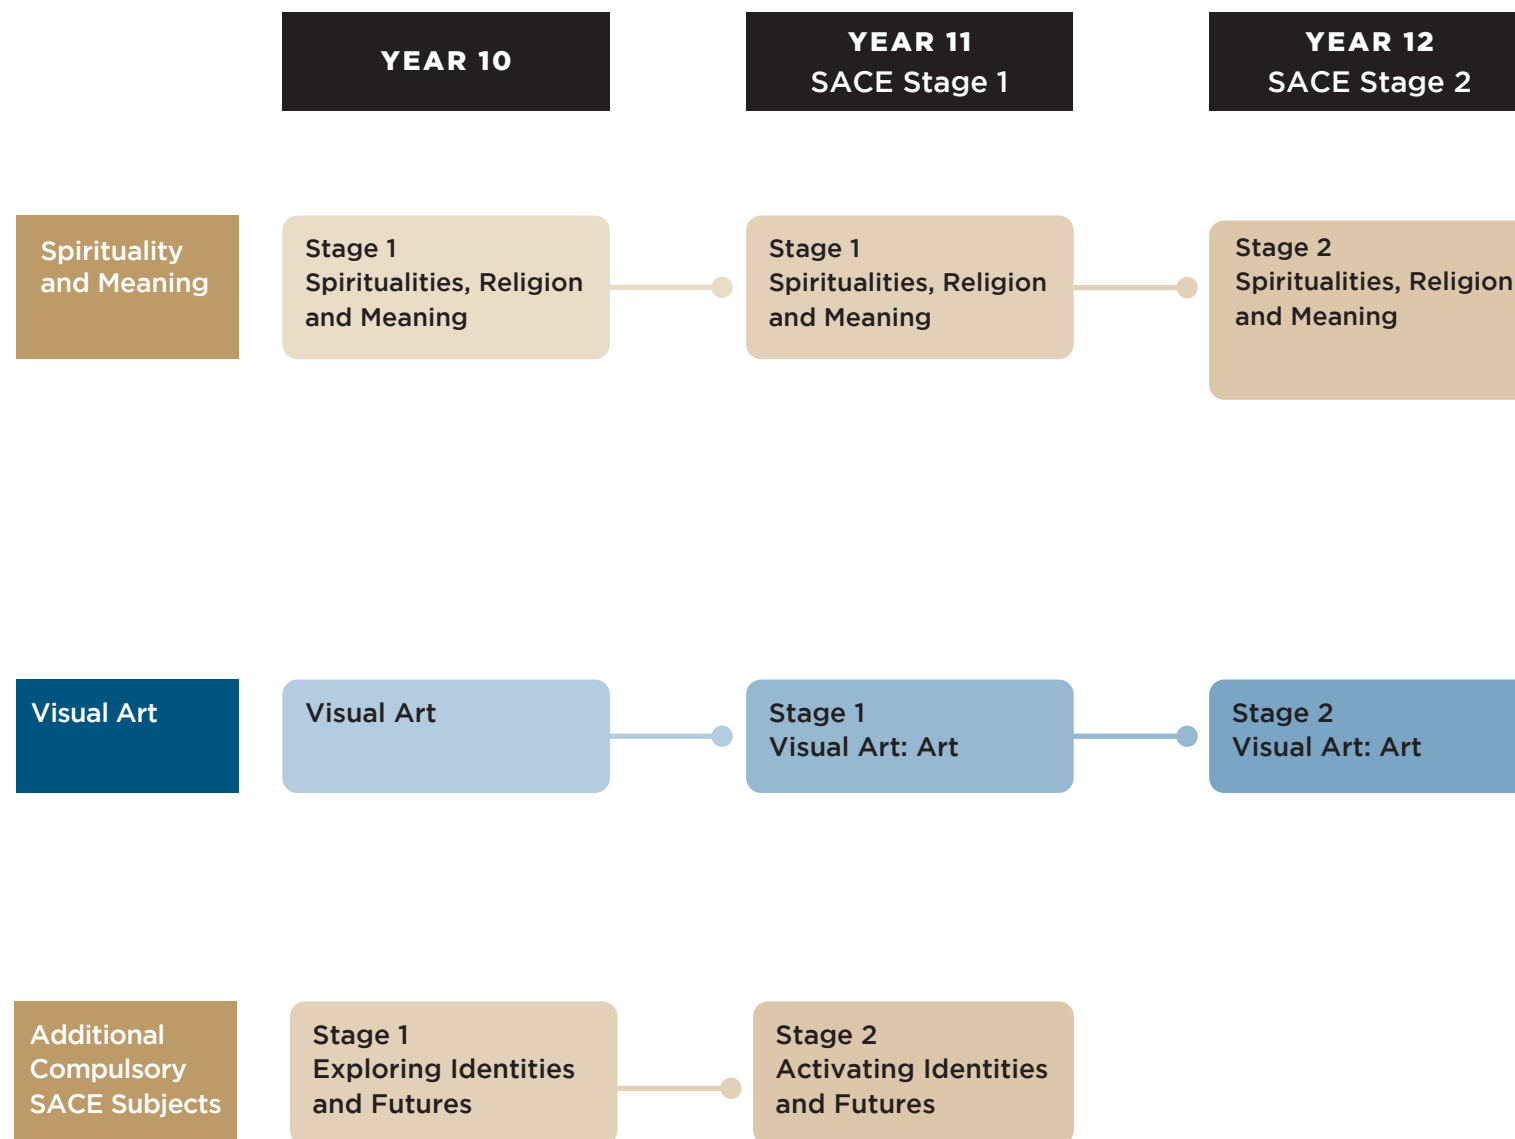 YEAR 10
YEAR 11
SACE Stage 1
YEAR 12
SACE Stage 2
Spirituality
and Meaning
Stage 1
Spiritualities, Religion
and Meaning
Stage 1
Spiritualities, Religion
and Meaning
Stage 2
Spiritualities, Religion
and Meaning
Visual Art
Visual Art
Stage 1
Visual Art: Art
Stage 2
Visual Art: Art
Additional
Compulsory
SACE Subjects
Stage 1
Exploring Identities
and Futures
Stage 2
Activating Identities
and Futures